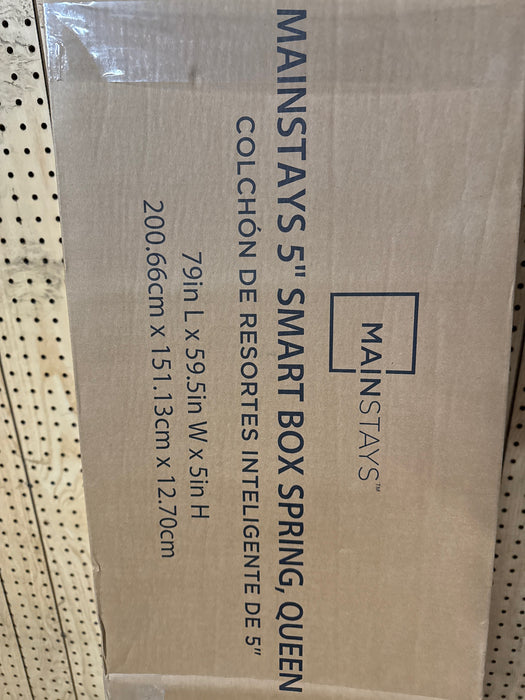 MAINSTAYS™
MAINSTAYS 5" SMART BOX SPRING, QUEEN
COLCHÓN DE RESORTES INTELIGENTE DE 5"
79in L x 59.5in W x 5in H
200.66cm x 151.13cm x 12.70cm